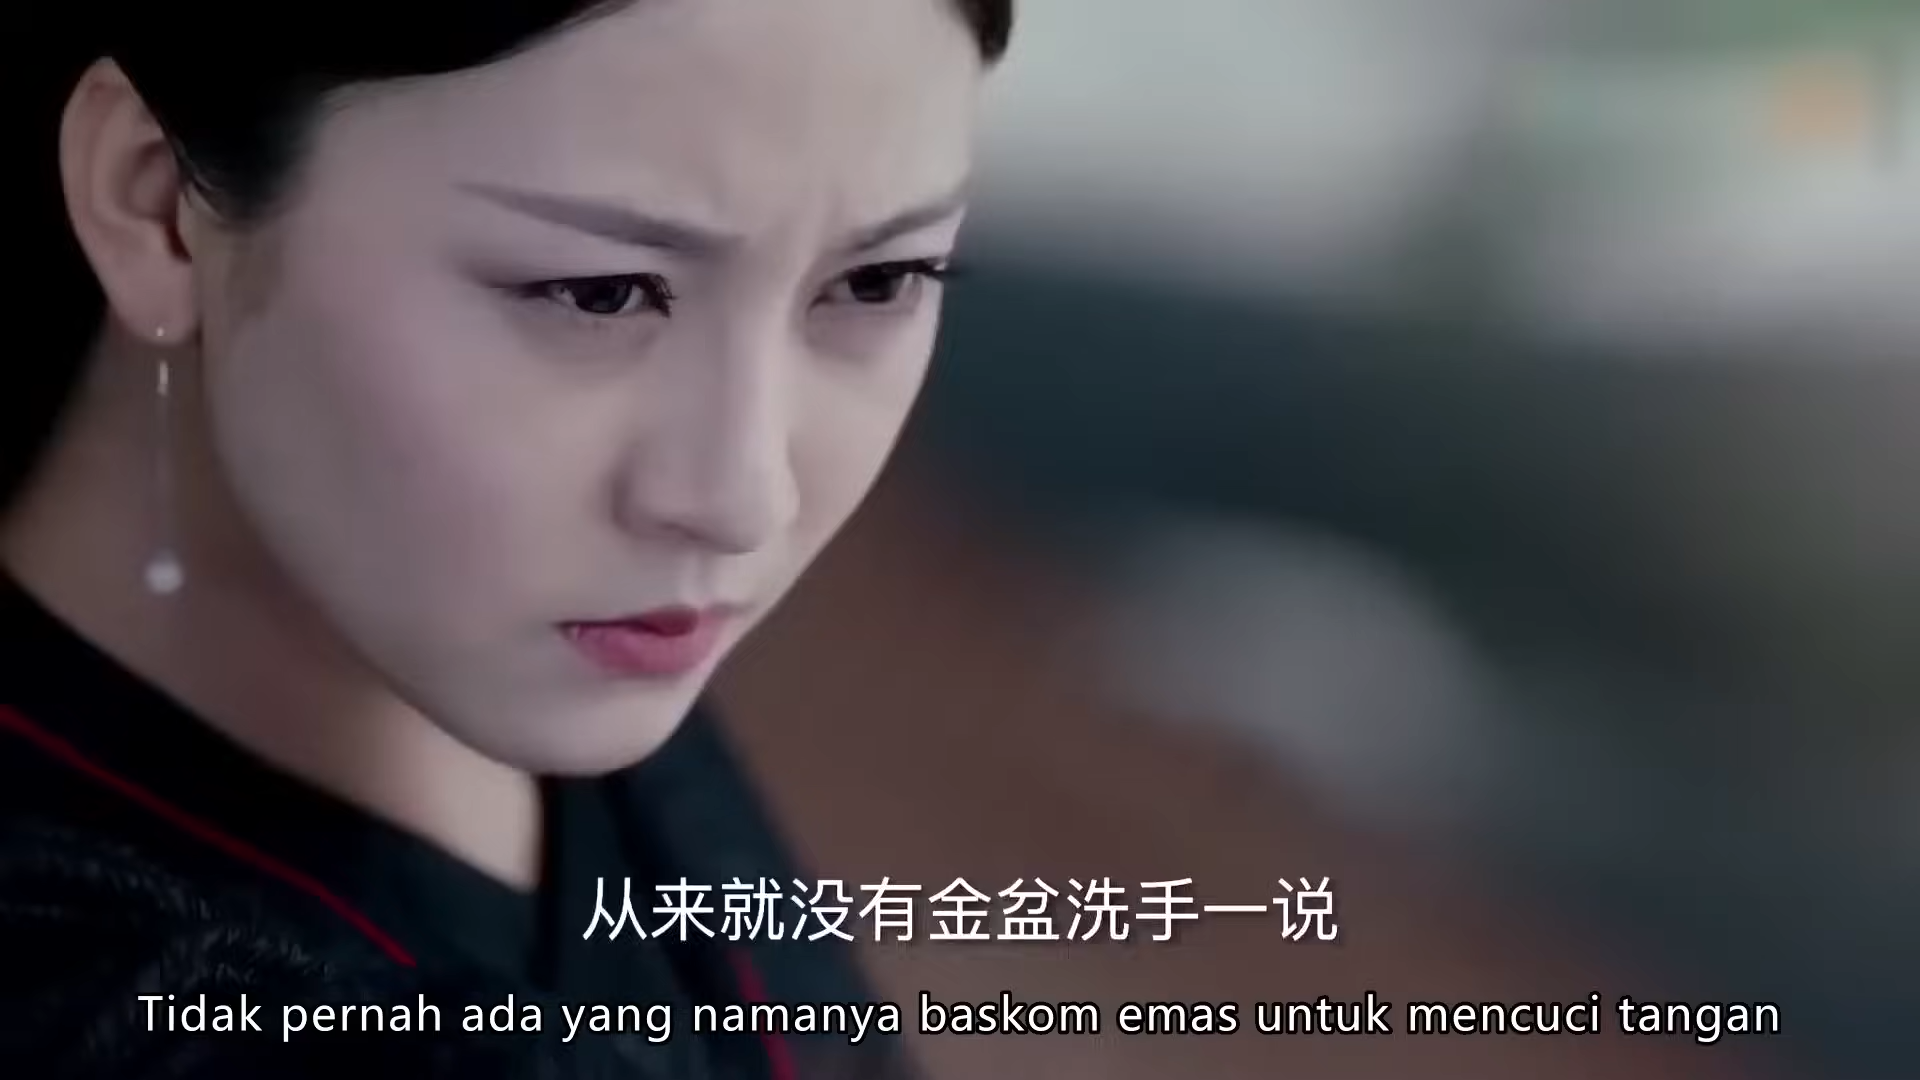 从来就没有金盆洗手一说
Tidak pernah ada yang namanya baskom emas untuk mencuci tangan